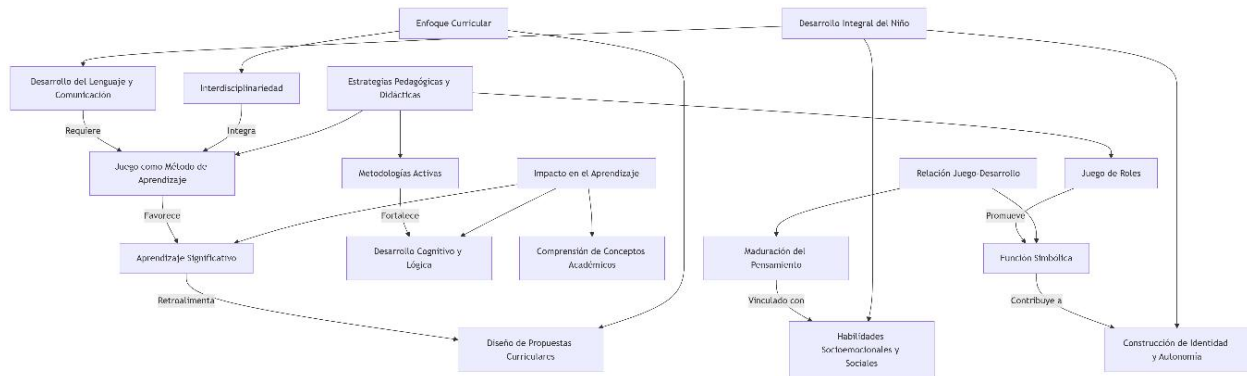 Enfoque Curricular
Desarrollo Integral del Niño
Desarrollo del Lenguaje y
Comunicación
Interdisciplinariedad
Estrategias Pedagógicas y
Didácticas
Requiere
Integra
Juego como Método de
Aprendizaje
Metodologías Activas
Impacto en el Aprendizaje
Relación Juego-Desarrollo
Juego de Roles
Favorece
Fortalece
Promueve
Aprendizaje Significativo
Desarrollo Cognitivo y
Lógica
Comprensión de Conceptos
Académicos
Maduración del
Pensamiento
Función Simbólica
Retroalimenta
Vinculado con
Contribuye a
Diseño de Propuestas
Curriculares
Habilidades
Socioemocionales y
Sociales
Construcción de Identidad
y Autonomía